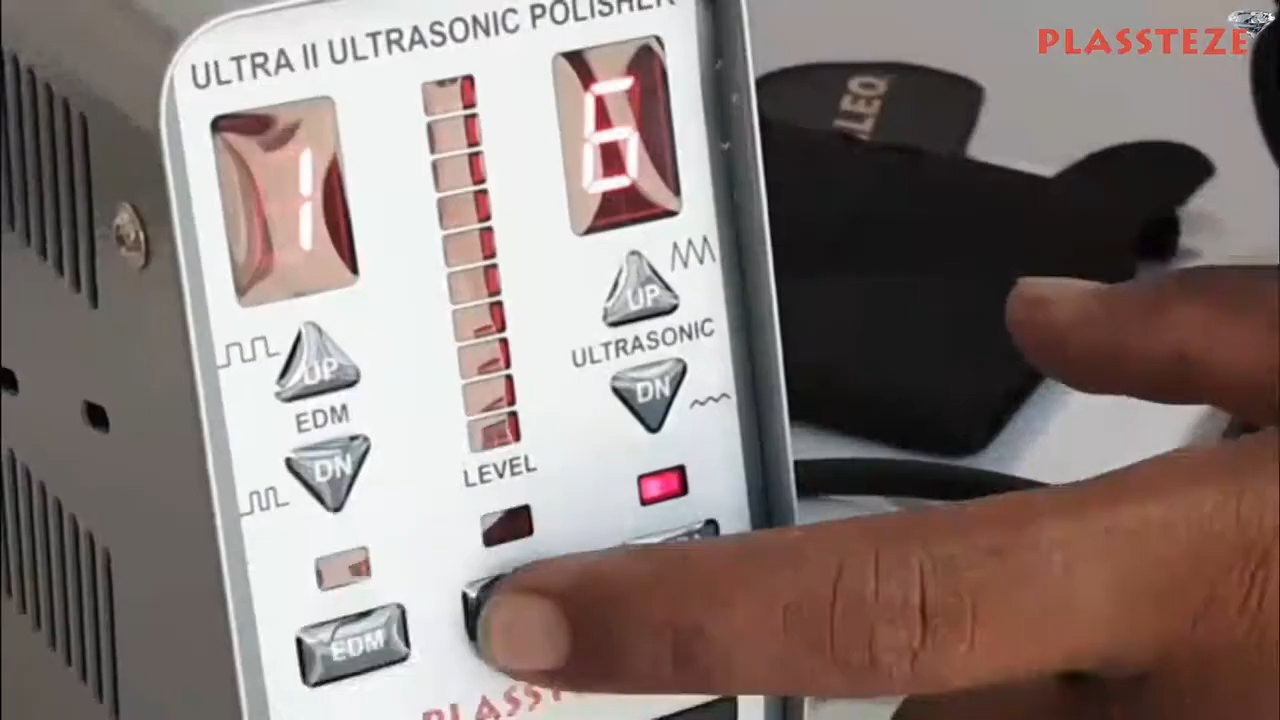 PLASSTEZE
ULTRA II ULTRASONIC POLISHER
1
6
UP
UP
EDM
ULTRASONIC
DN
DN
LEVEL
EDM